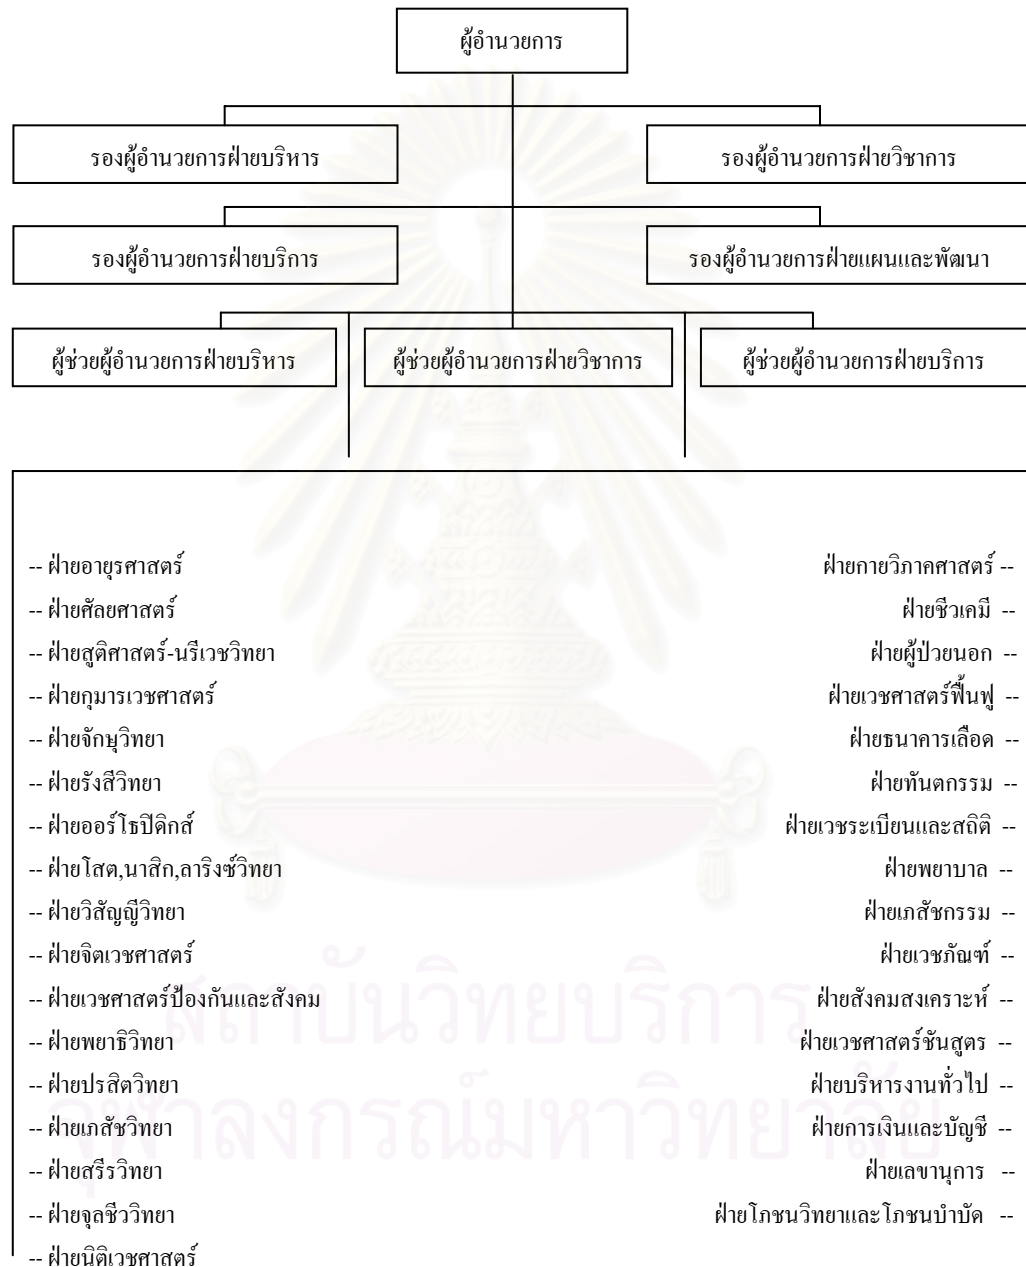 ผู้อำนวยการ
รองผู้อำนวยการฝ่ายบริหาร
รองผู้อำนวยการฝ่ายวิชาการ
รองผู้อำนวยการฝ่ายบริการ
รองผู้อำนวยการฝ่ายแผนและพัฒนา
ผู้ช่วยผู้อำนวยการฝ่ายบริหาร
ผู้ช่วยผู้อำนวยการฝ่ายวิชาการ
ผู้ช่วยผู้อำนวยการฝ่ายบริการ
-- ฝ่ายอายุรศาสตร์
-- ฝ่ายศัลยศาสตร์
-- ฝ่ายสูติศาสตร์-นรีเวชวิทยา
-- ฝ่ายกุมารเวชศาสตร์
-- ฝ่ายจักษุวิทยา
-- ฝ่ายรังสีวิทยา
-- ฝ่ายออร์โธปิดิกส์
-- ฝ่ายโสต,นาสิก,ลาริงซ์วิทยา
-- ฝ่ายวิสัญญีวิทยา
-- ฝ่ายจิตเวชศาสตร์
-- ฝ่ายเวชศาสตร์ป้องกันและสังคม
-- ฝ่ายพยาธิวิทยา
-- ฝ่ายปรสิตวิทยา
-- ฝ่ายเภสัชวิทยา
-- ฝ่ายสรีรวิทยา
-- ฝ่ายจุลชีววิทยา
-- ฝ่ายนิติเวชศาสตร์
ฝ่ายกายวิภาคศาสตร์ --
ฝ่ายชีวเคมี --
ฝ่ายผู้ป่วยนอก --
ฝ่ายเวชศาสตร์ฟื้นฟู --
ฝ่ายธนาคารเลือด --
ฝ่ายทันตกรรม --
ฝ่ายเวชระเบียนและสถิติ --
ฝ่ายพยาบาล --
ฝ่ายเภสัชกรรม --
ฝ่ายเวชภัณฑ์ --
ฝ่ายสังคมสงเคราะห์ --
ฝ่ายเวชศาสตร์ชันสูตร --
ฝ่ายบริหารงานทั่วไป --
ฝ่ายการเงินและบัญชี --
ฝ่ายเลขานุการ --
ฝ่ายโภชนวิทยาและโภชนบำบัด --
สถาบันวิทยบริการ
จุฬาลงกรณ์มหาวิทยาลัย